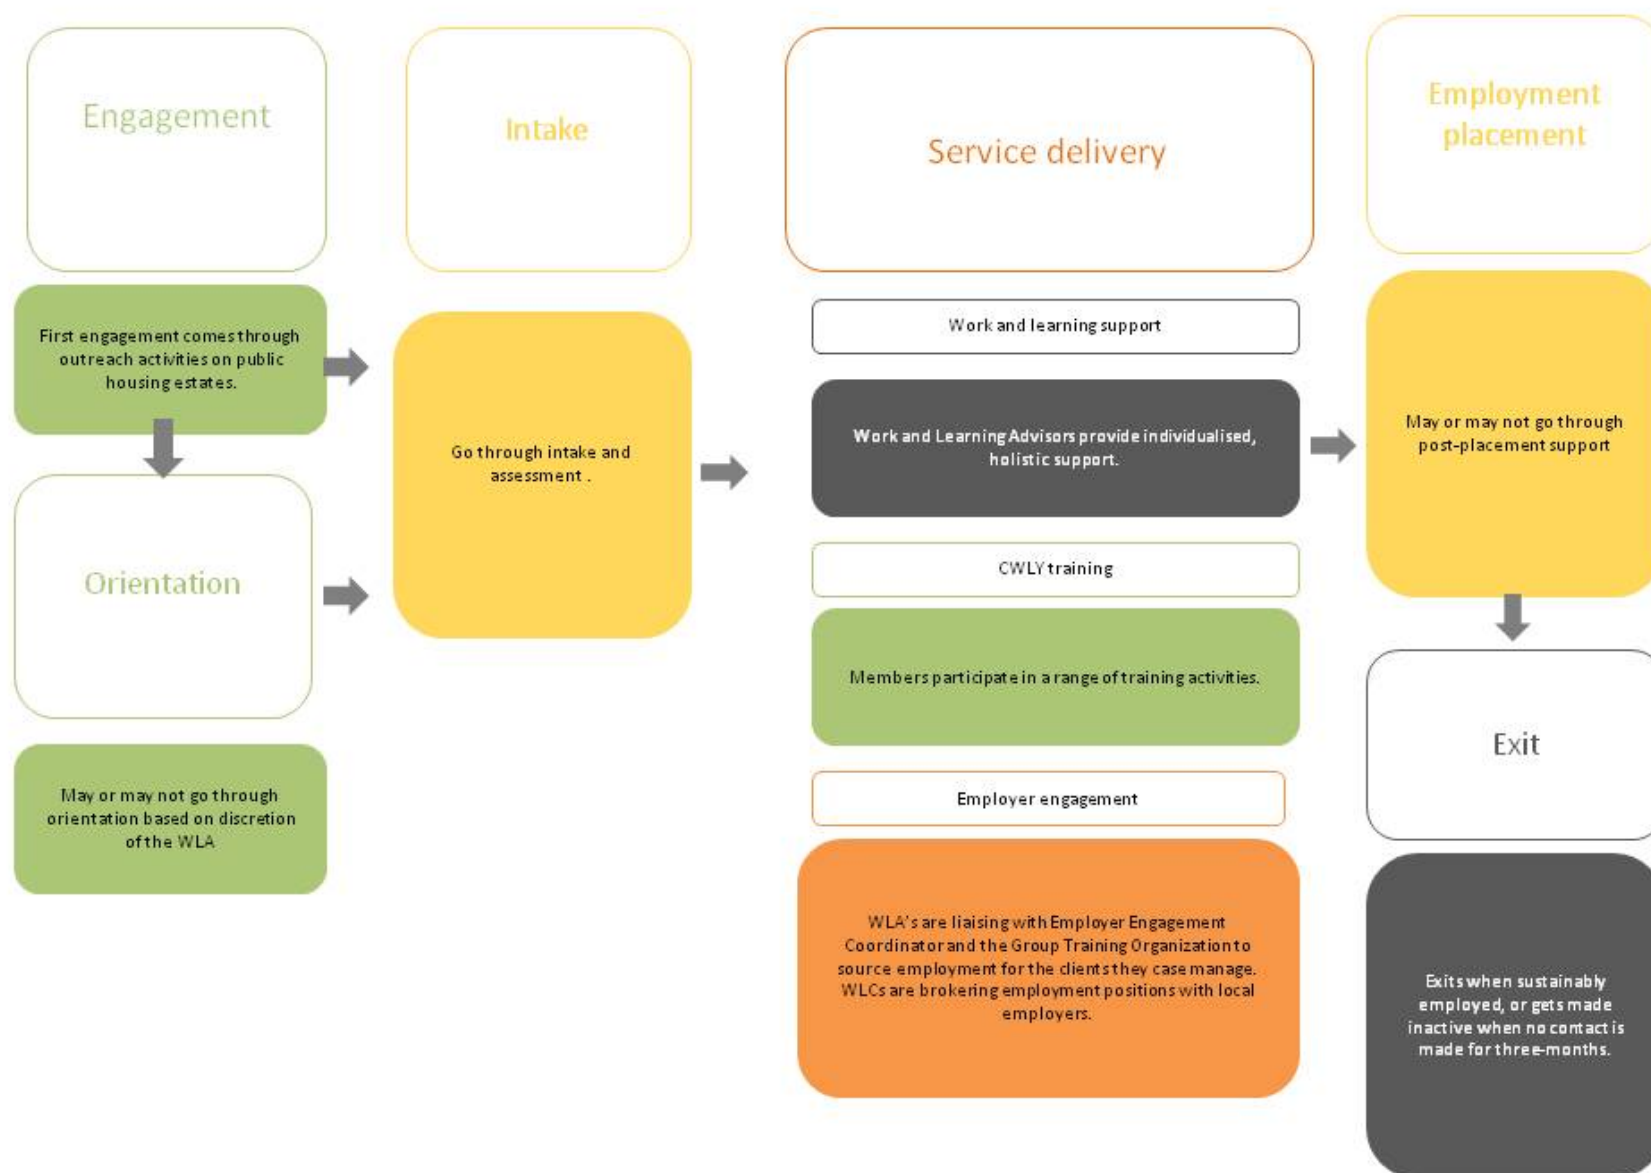 Engagement
First engagement comes through
outreach activities on public
housing estates.
Orientation
May or may not go through
orientation based on discretion
of the WLA
Intake
Go through intake and
assessment .
Service delivery
Work and learning support
Work and Learning Advisors provide individualised,
holistic support.
CWLY training
Members participate in a range of training activities.
Employer engagement
WLA's are liaising with Employer Engagement
Coordinator and the Group Training Organization to
source employment for the clients they case manage.
WLCs are brokering employment positions with local
employers.
Employment
placement
May or may not go through
post-placement support
Exit
Exits when sustainably
employed, or gets made
inactive when no contact is
made for three-months.